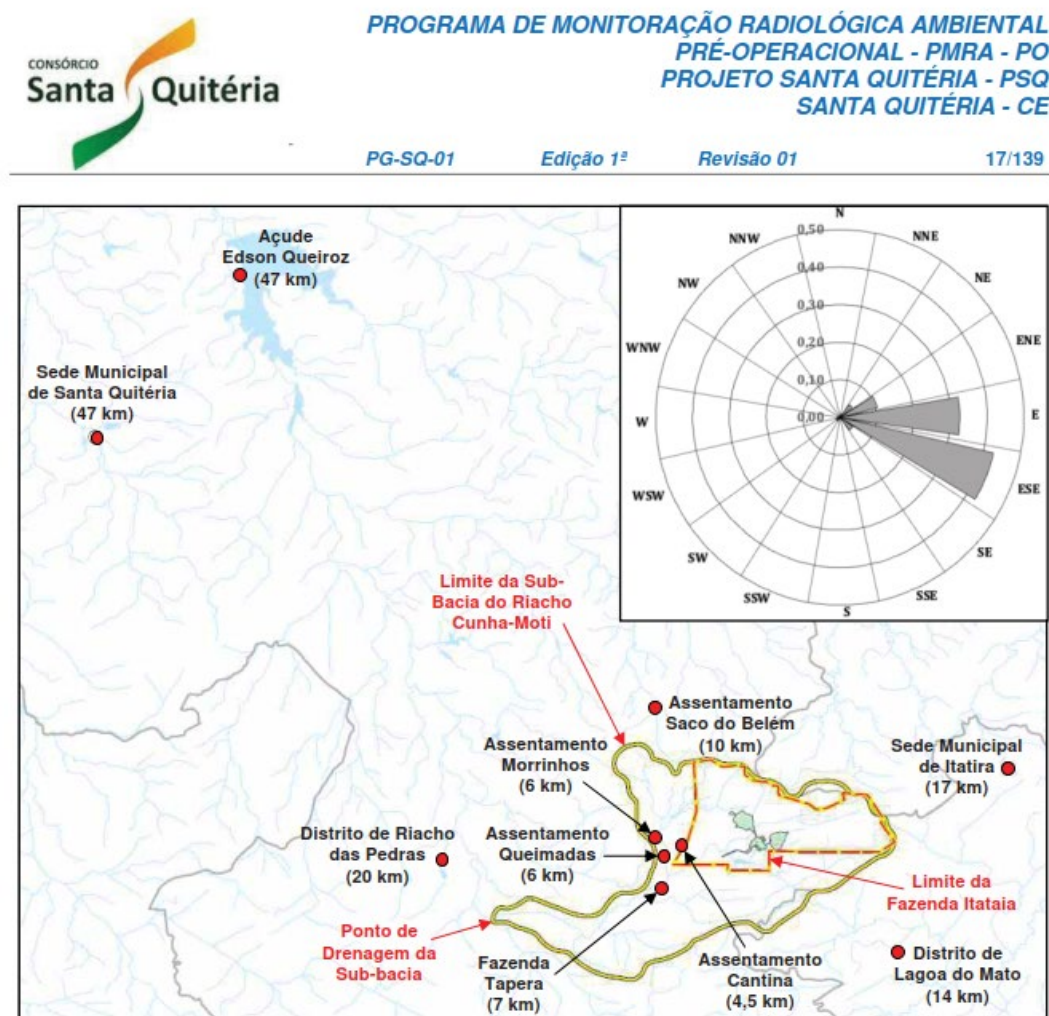 CONSÓRCIO
Santa Quitéria
PROGRAMA DE MONITORAÇÃO RADIOLÓGICA AMBIENTAL
PRÉ-OPERACIONAL - PMRA - PO
PROJETO SANTA QUITÉRIA - PSQ
SANTA QUITÉRIA - CE
PG-SQ-01 Edição 1ª Revisão 01 17/139
Açude
Edson Queiroz
(47 km)
Sede Municipal
de Santa Quitéria
(47 km)
N
NNE
NE
ENE
E
ESE
SE
SSE
S
SSW
SW
WSW
W
WNW
NW
NNW
0,50
0,40
0,30
0,20
0,10
0,00
Limite da Sub-
Bacia do Riacho
Cunha-Moti
Assentamento
Saco do Belém
(10 km)
Assentamento
Morrinhos
(6 km)
Sede Municipal
de Itatira
(17 km)
Distrito de Riacho
das Pedras
(20 km)
Assentamento
Queimadas
(6 km)
Limite da
Fazenda Itataia
Ponto de
Drenagem da
Sub-bacia
Fazenda
Tapera
(7 km)
Assentamento
Cantina
(4,5 km)
Distrito de
Lagoa do Mato
(14 km)